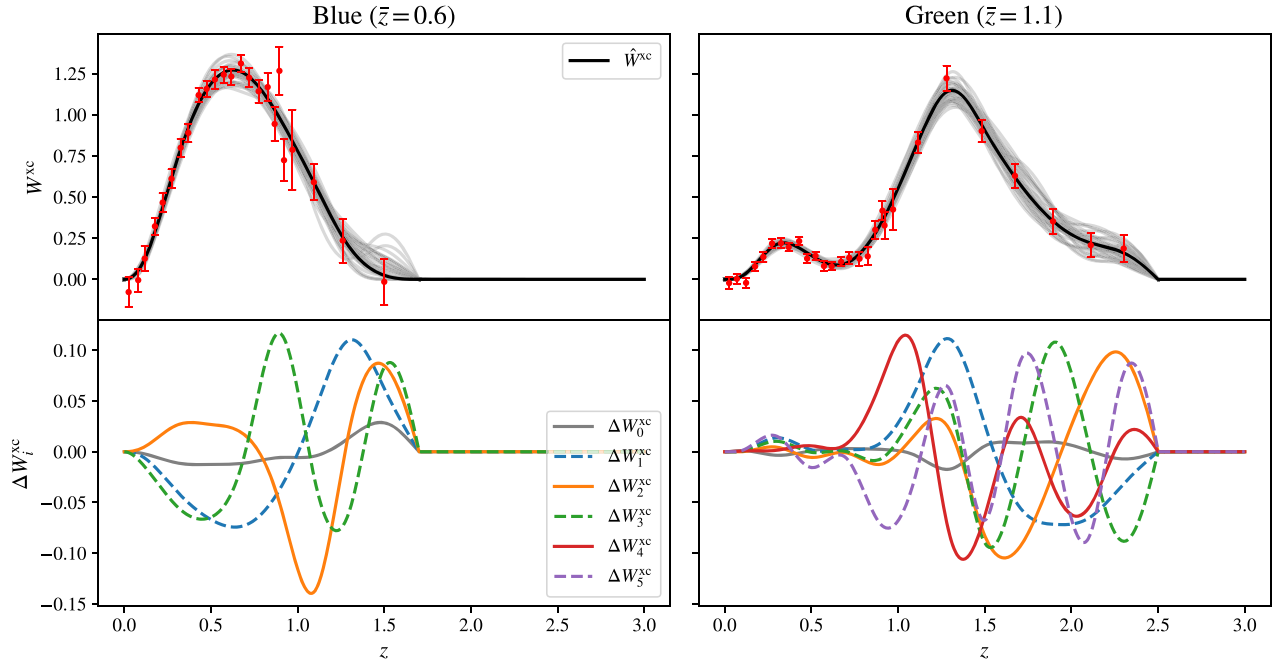 Blue (z̄ = 0.6)
Green (z̄ = 1.1)
Ŵ^xc
W^xc
1.25
1.00
0.75
0.50
0.25
0.00
ΔW_i^xc
0.10
0.05
0.00
−0.05
−0.10
−0.15
ΔW_0^xc
ΔW_1^xc
ΔW_2^xc
ΔW_3^xc
ΔW_4^xc
ΔW_5^xc
0.0 0.5 1.0 1.5 2.0 2.5 3.0
z
0.0 0.5 1.0 1.5 2.0 2.5 3.0
z